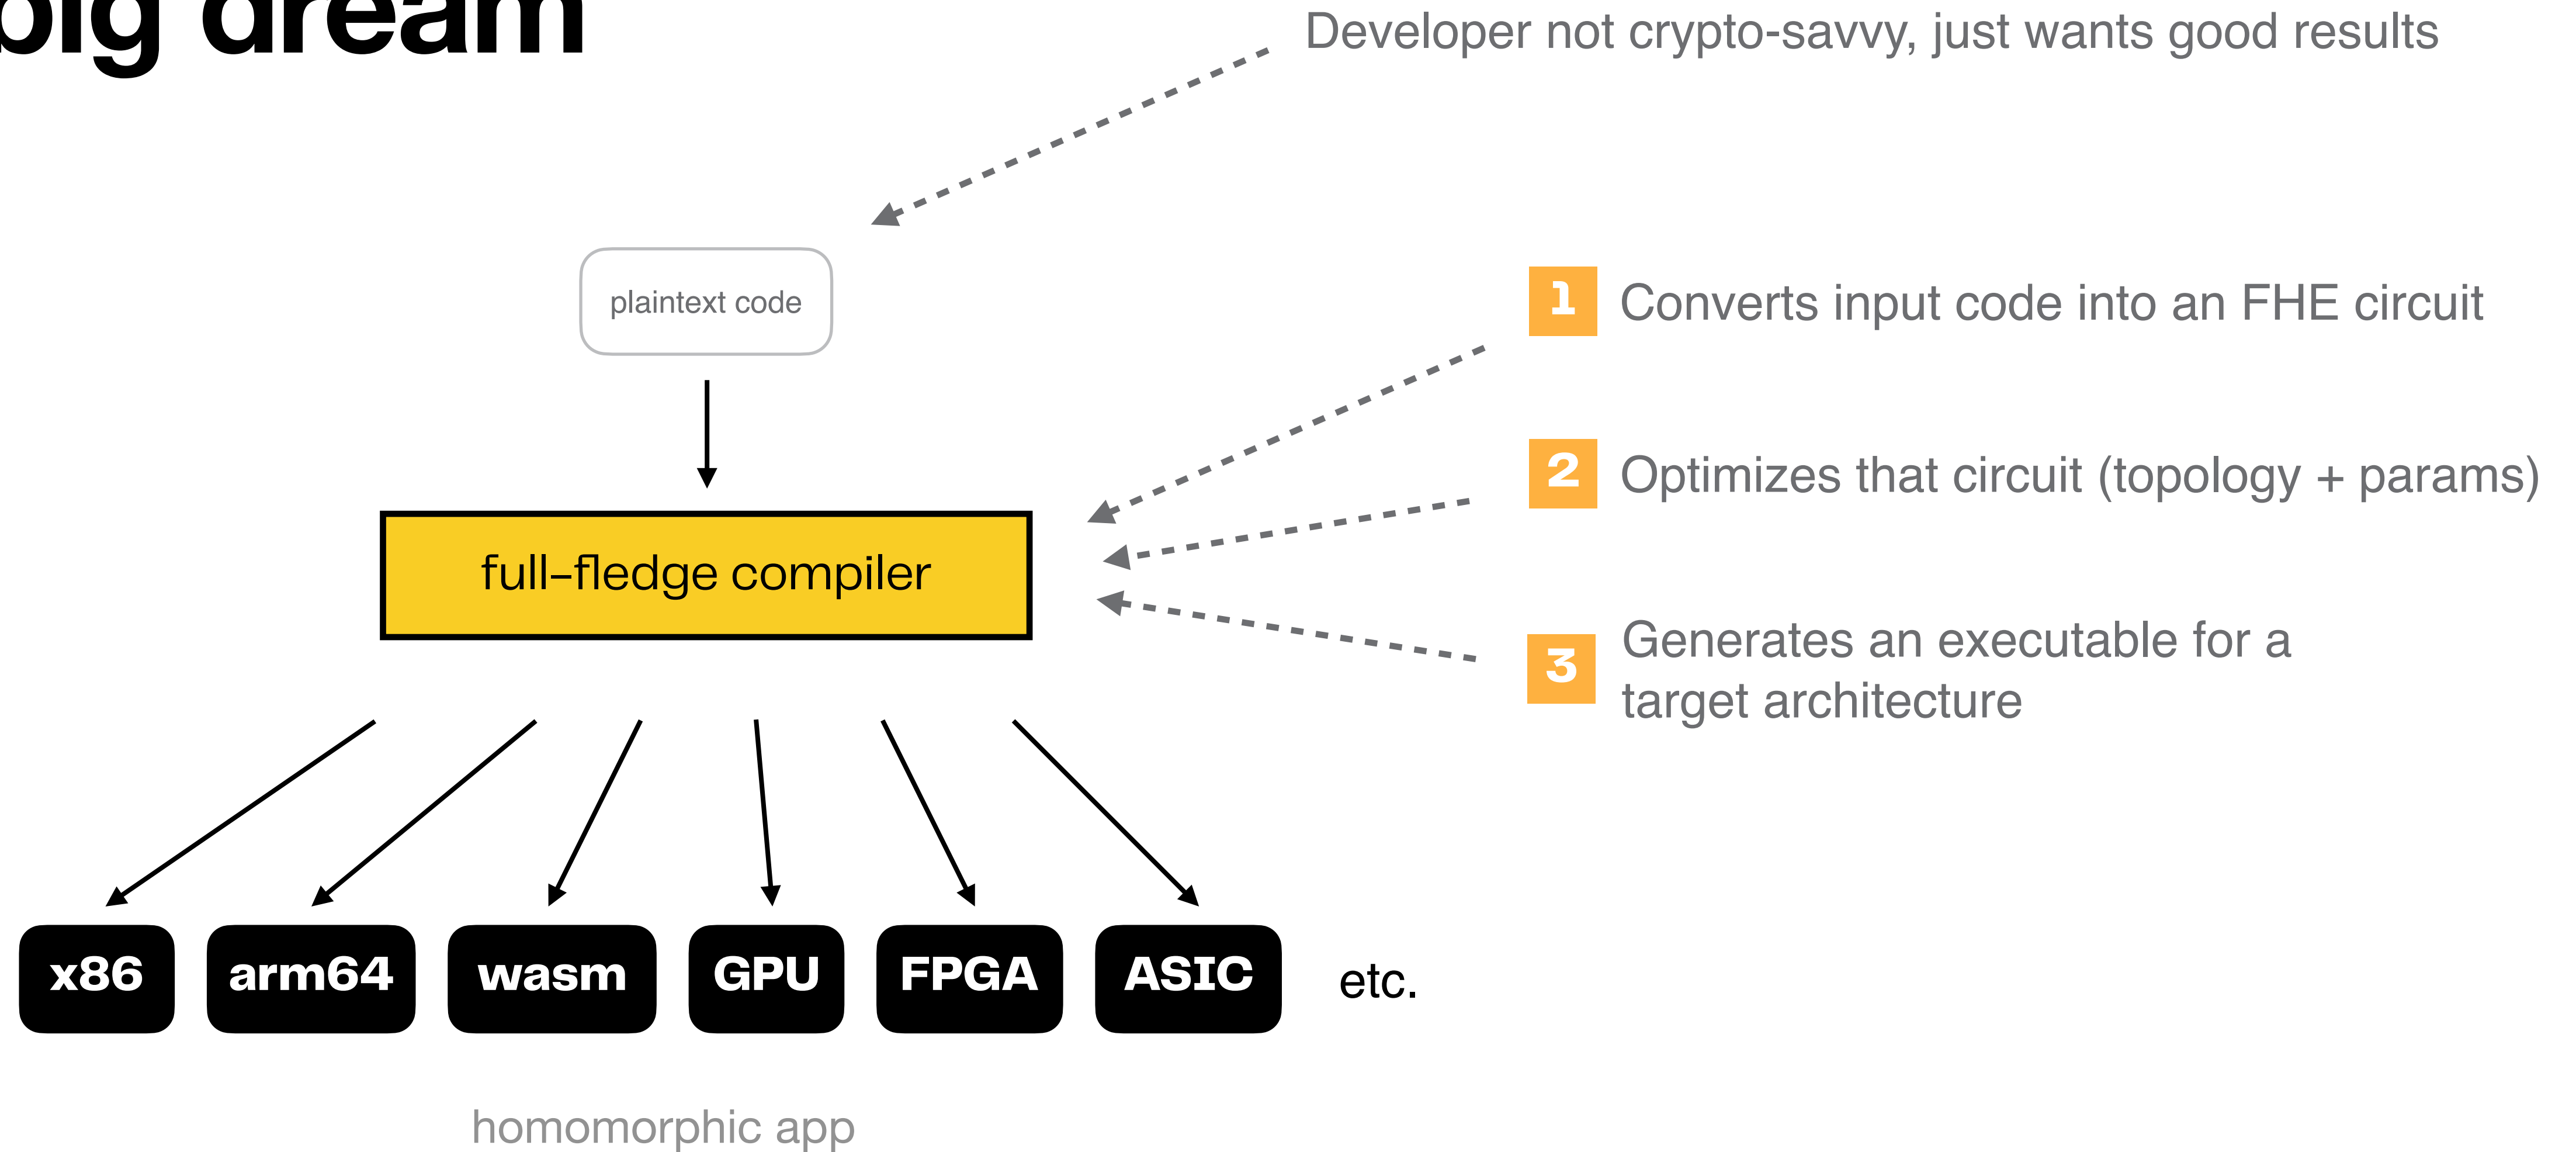 big dream
Developer not crypto-savvy, just wants good results
plaintext code
1 Converts input code into an FHE circuit
2 Optimizes that circuit (topology + params)
full-fledge compiler
3 Generates an executable for a
target architecture
x86 arm64 wasm GPU FPGA ASIC etc.
homomorphic app